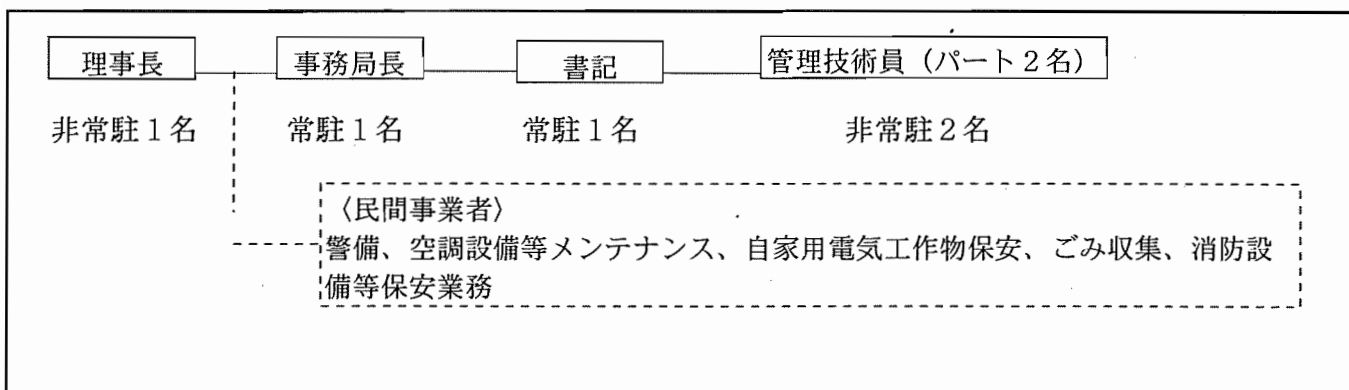 理事長 事務局長 書記 管理技術員（パート２名）
非常駐１名 常駐１名 常駐１名 非常駐２名
〈民間事業者〉
警備、空調設備等メンテナンス、自家用電気工作物保安、ごみ収集、消防設
備等保安業務